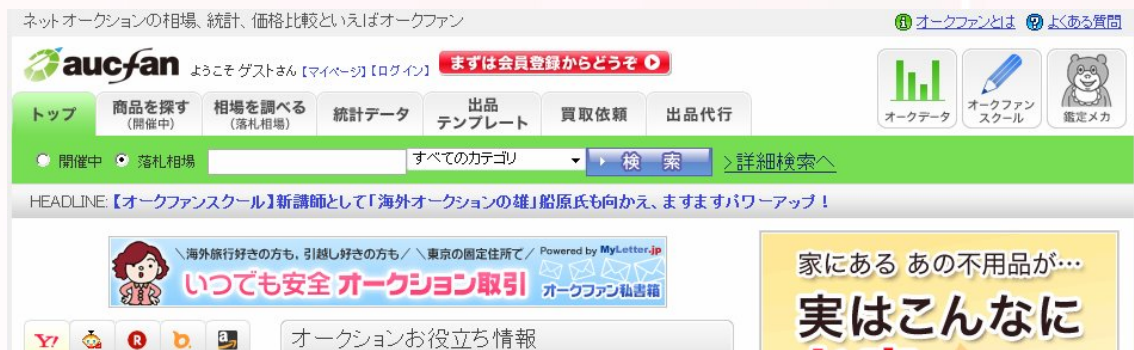 ネットオークションの相場、統計、価格比較といえばオークファン
オークファンとは よくある質問
aucfan ようこそ ゲストさん 【マイページ】【ログイン】 まずは会員登録からどうぞ
トップ 商品を探す (開催中) 相場を調べる (落札相場) 統計データ 出品テンプレート 買取依頼 出品代行
オークデータ オークファンスクール 鑑定メカ
開催中 落札相場 すべてのカテゴリ 検索 >詳細検索へ
HEADLINE:【オークファンスクール】新講師として「海外オークションの雄」船原氏も向かえ、ますますパワーアップ！
\海外旅行好きの方も、引越し好きの方も/ \東京の固定住所で/ Powered by MyLetter.jp
いつでも安全 オークション取引 オークファン私書箱
家にある あの不用品が…
実はこんなに
Y! R b. a オークションお役立ち情報